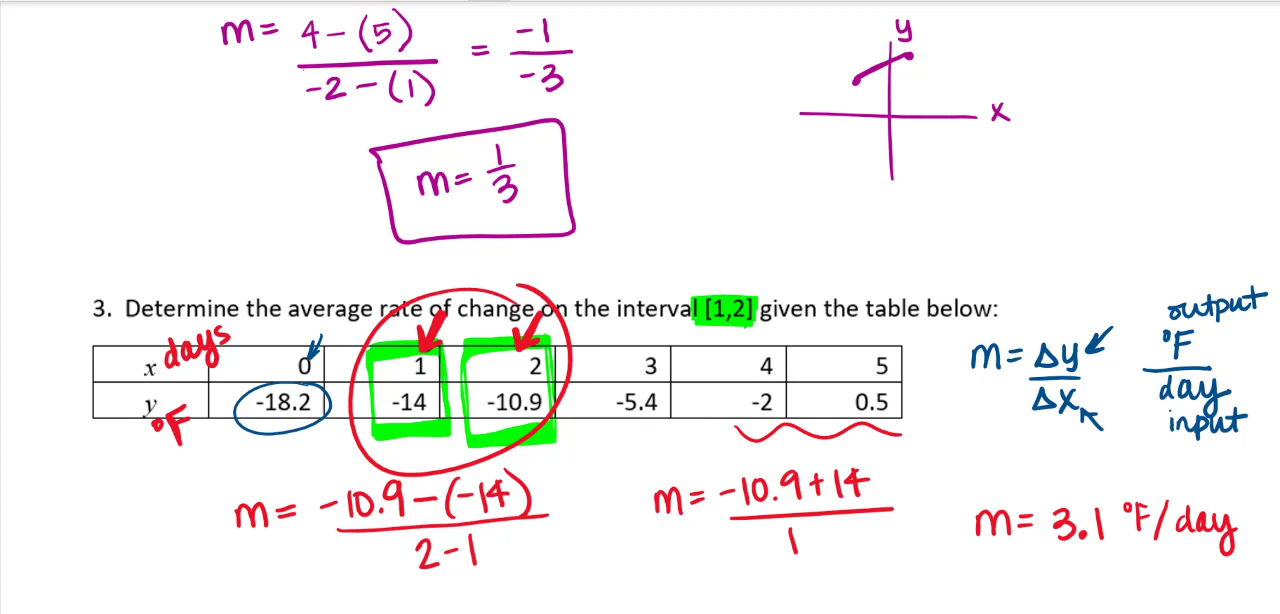 m = 4 - (5) / -2 - (1) = -1 / -3
y
x
m = 1/3
3. Determine the average rate of change on the interval [1,2] given the table below:
x days 0 1 2 3 4 5
y °F -18.2 -14 -10.9 -5.4 -2 0.5
m = Δy / Δx
output
°F
day
input
m = -10.9 - (-14) / 2 - 1
m = -10.9 + 14 / 1
m = 3.1 °F/day